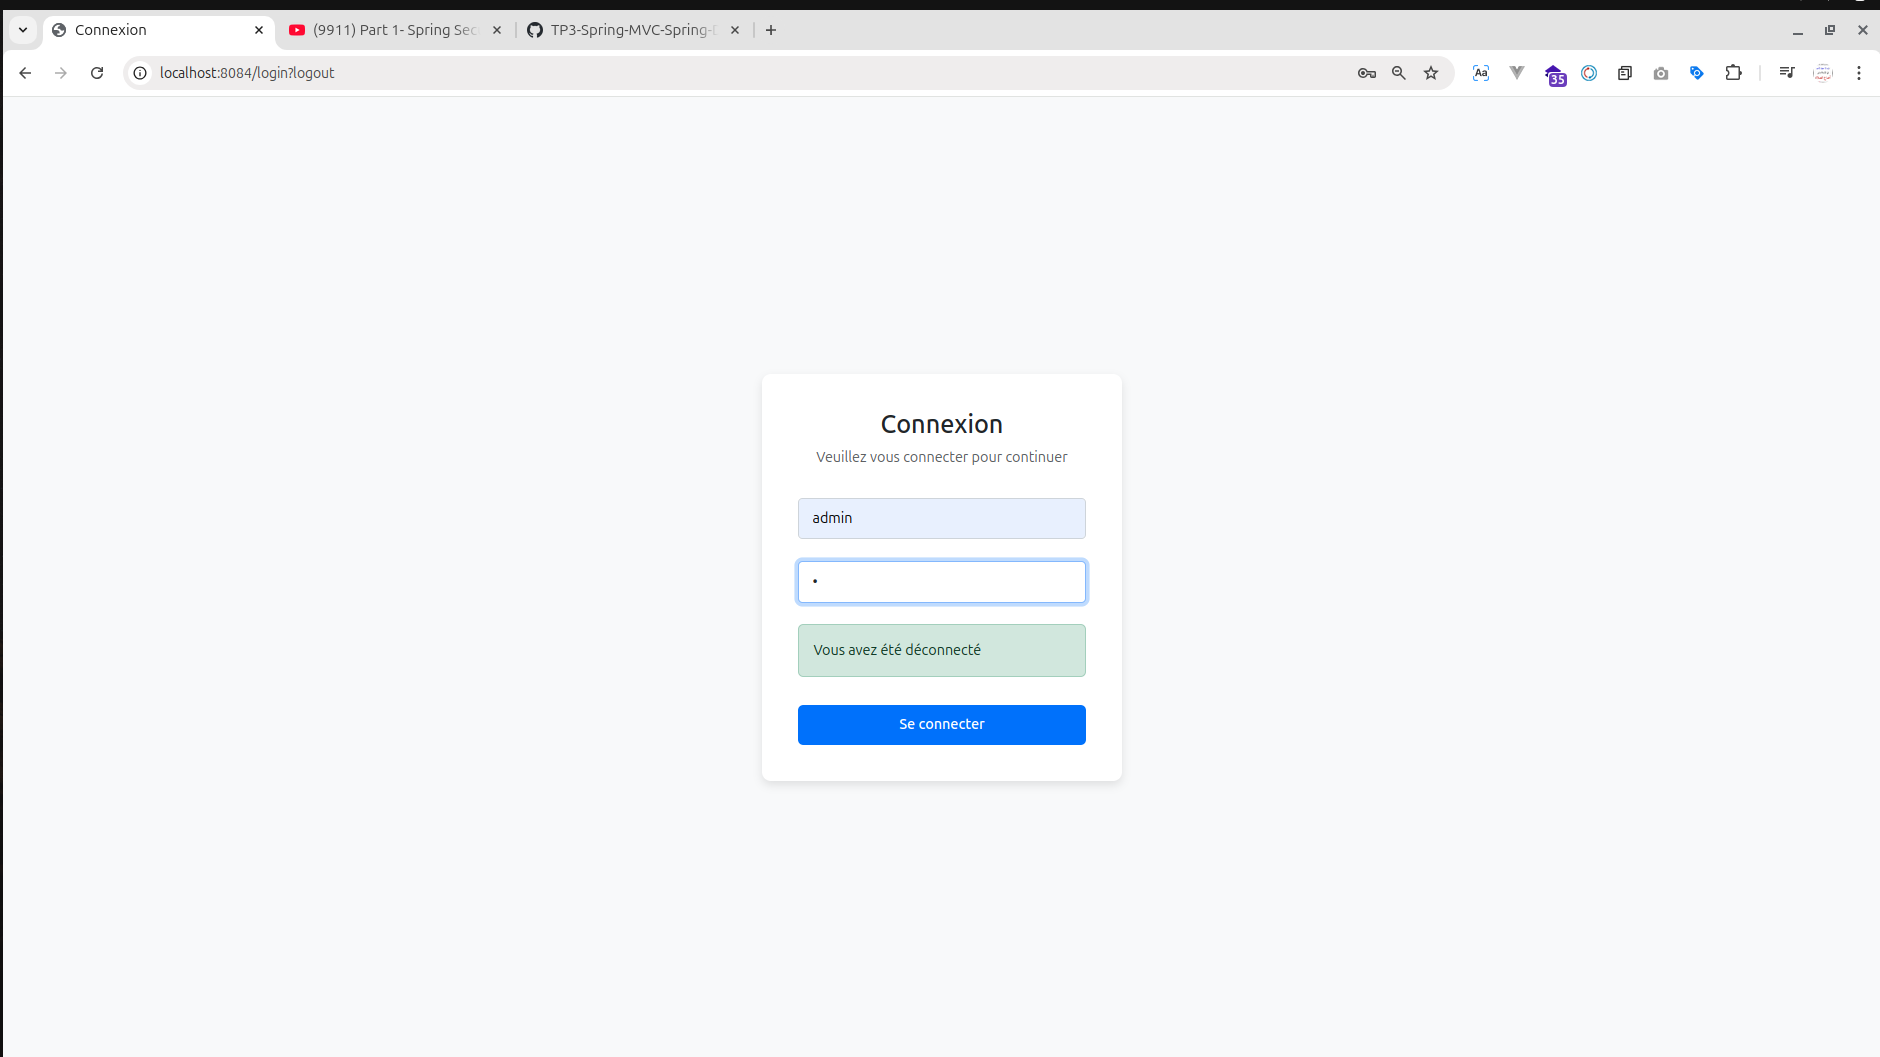 Connexion
(9911) Part 1- Spring Sec
TP3-Spring-MVC-Spring-D
localhost:8084/login?logout
Aa
35
Connexion
Veuillez vous connecter pour continuer
admin
Vous avez été déconnecté
Se connecter